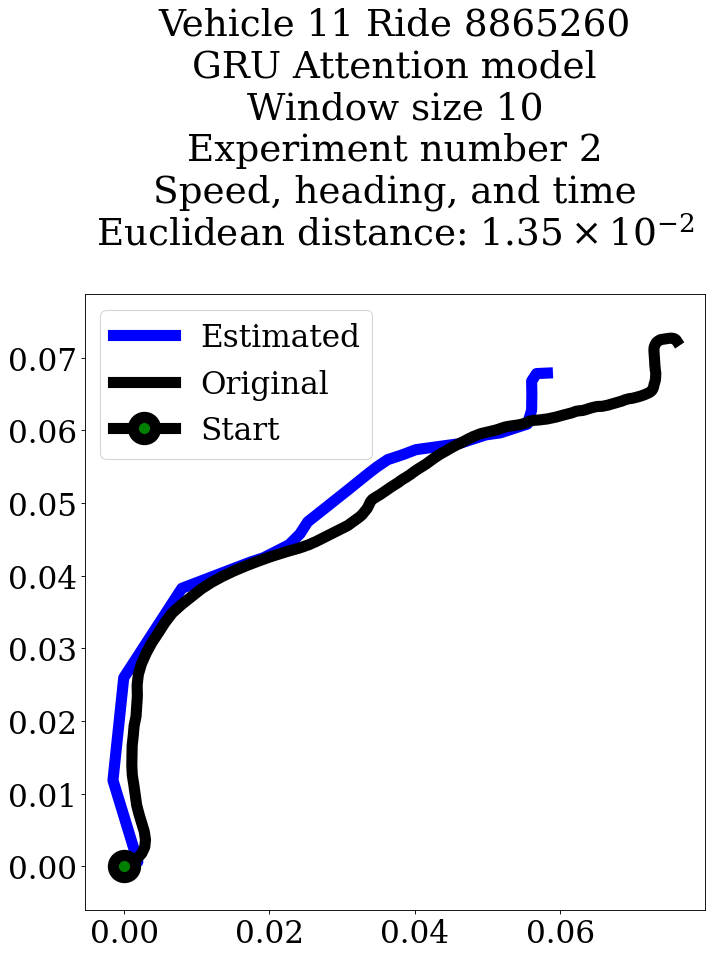 Vehicle 11 Ride 8865260
GRU Attention model
Window size 10
Experiment number 2
Speed, heading, and time
Euclidean distance: 1.35 × 10⁻²
Estimated
Original
Start
0.07
0.06
0.05
0.04
0.03
0.02
0.01
0.00
0.00 0.02 0.04 0.06